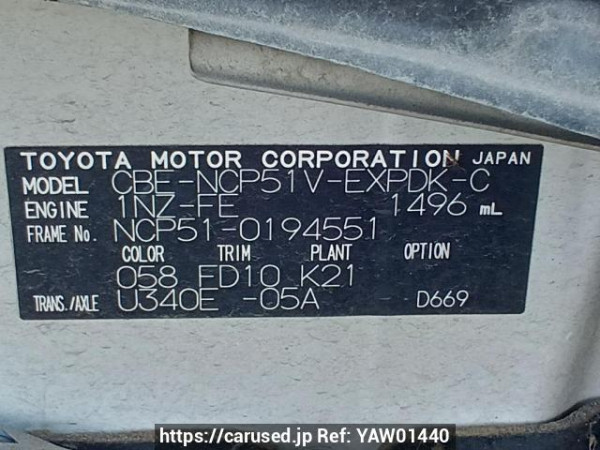 TOYOTA MOTOR CORPORATION JAPAN
MODEL CBE-NCP51V-EXPDK-C
ENGINE 1NZ-FE 1496 mL
FRAME No. NCP51-0194551
COLOR TRIM PLANT OPTION
058 FD10 K21
TRANS./AXLE U340E -05A D669
https://carused.jp Ref: YAW01440